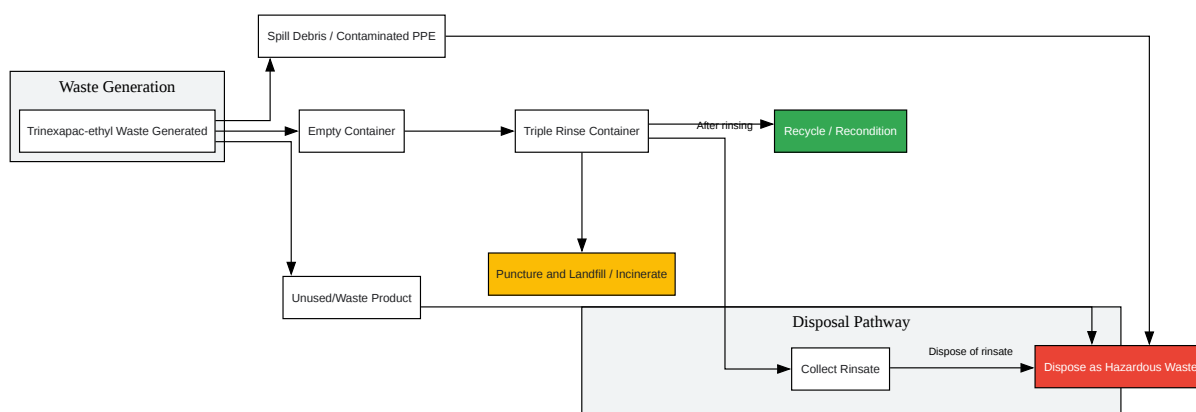 Spill Debris / Contaminated PPE
Waste Generation
Trinexapac-ethyl Waste Generated
Empty Container
Triple Rinse Container
After rinsing
Recycle / Recondition
Puncture and Landfill / Incinerate
Unused/Waste Product
Disposal Pathway
Collect Rinsate
Dispose of rinsate
Dispose as Hazardous Waste